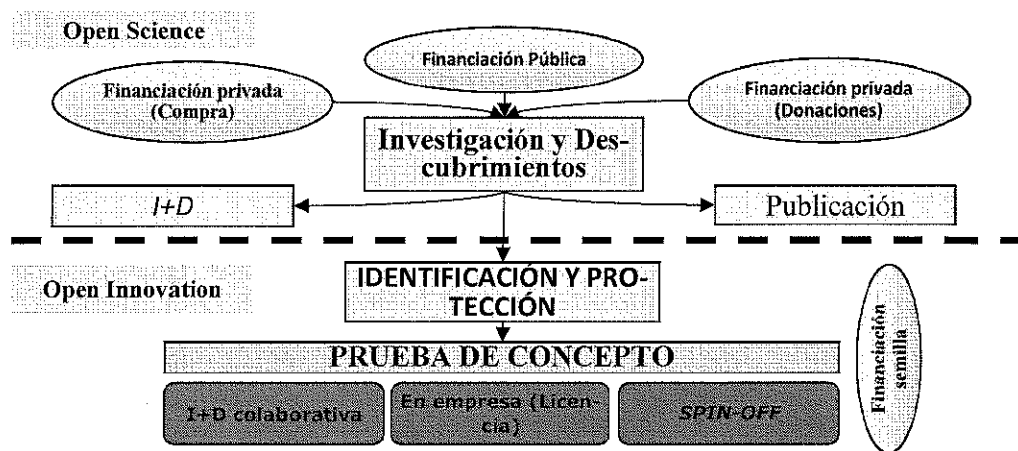 Open Science
Financiación Pública
Financiación privada
(Compra)
Financiación privada
(Donaciones)
Investigación y Des-
cubrimientos
I+D
Publicación
Open Innovation
IDENTIFICACIÓN Y PRO-
TECCIÓN
PRUEBA DE CONCEPTO
I+D colaborativa
En empresa (Licen-
cia)
SPIN-OFF
Financiación
semilla